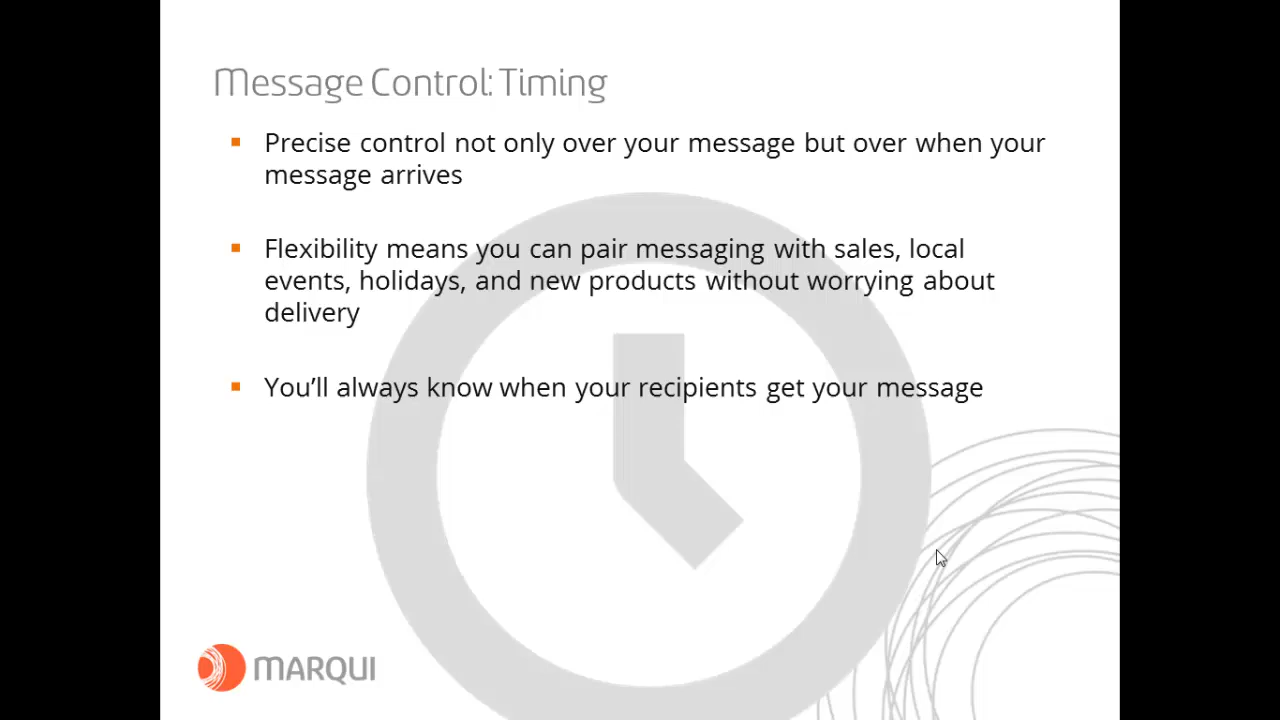 Message Control: Timing
Precise control not only over your message but over when your
message arrives
Flexibility means you can pair messaging with sales, local
events, holidays, and new products without worrying about
delivery
You’ll always know when your recipients get your message
MARQUI